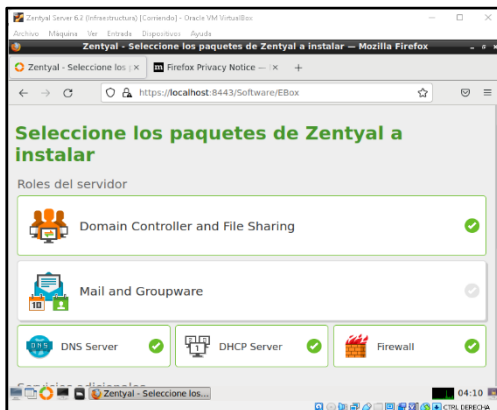 Zentyal Server 6.2 (Infraestructura) [Corriendo] - Oracle VM VirtualBox
Archivo Máquina Ver Entrada Dispositivos Ayuda
Zentyal - Seleccione los paquetes de Zentyal a instalar — Mozilla Firefox
Zentyal - Seleccione los p × Firefox Privacy Notice — × +
https://localhost:8443/Software/EBox
Seleccione los paquetes de Zentyal a
instalar
Roles del servidor
Domain Controller and File Sharing
Mail and Groupware
DNS Server DHCP Server Firewall
Servicios adicionales
Zentyal - Seleccione los... 04:10
CTRL DERECHA